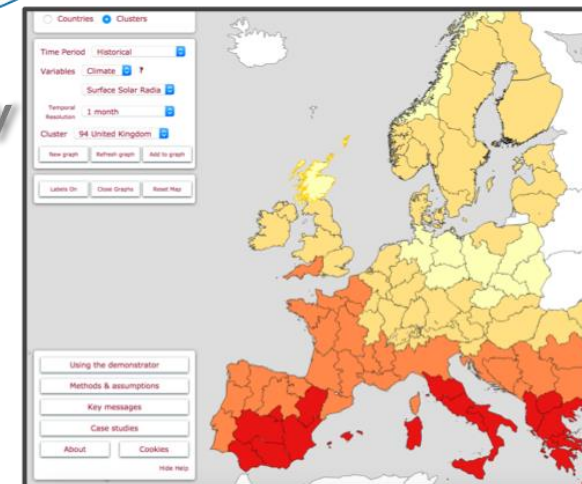 Countries Clusters
Time Period Historical
Variables Climate ?
Surface Solar Radia
Temporal Resolution 1 month
Cluster 94 United Kingdom
New graph Refresh graph Add to graph
Labels On Close Graphs Reset Map
Using the demonstrator
Methods & assumptions
Key messages
Case studies
About Cookies
Hide Help